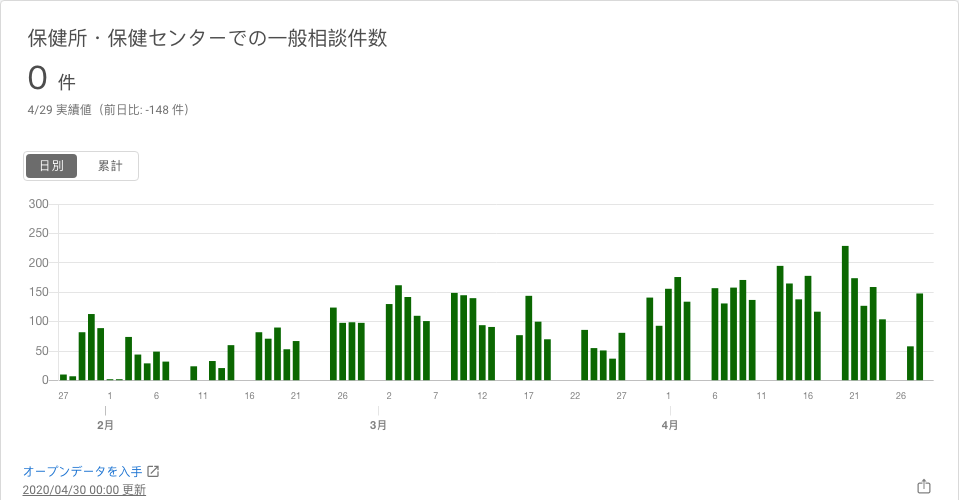 保健所・保健センターでの一般相談件数
0 件
4/29 実績値（前日比: -148 件）
日別 累計
300
250
200
150
100
50
0
27 1 6 11 16 21 26 2 7 12 17 22 27 1 6 11 16 21 26
2月 3月 4月
オープンデータを入手
2020/04/30 00:00 更新